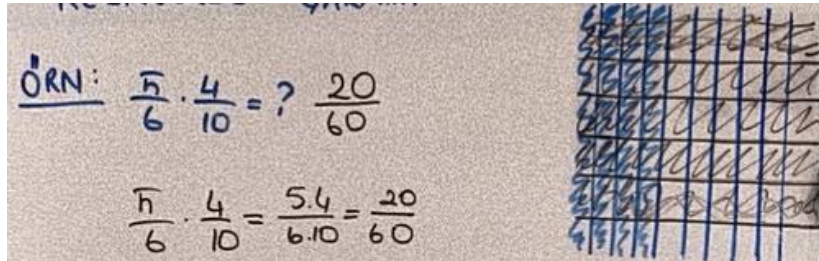 ÖRN: 5/6 · 4/10 = ? 20/60
5/6 · 4/10 = 5.4/6.10 = 20/60